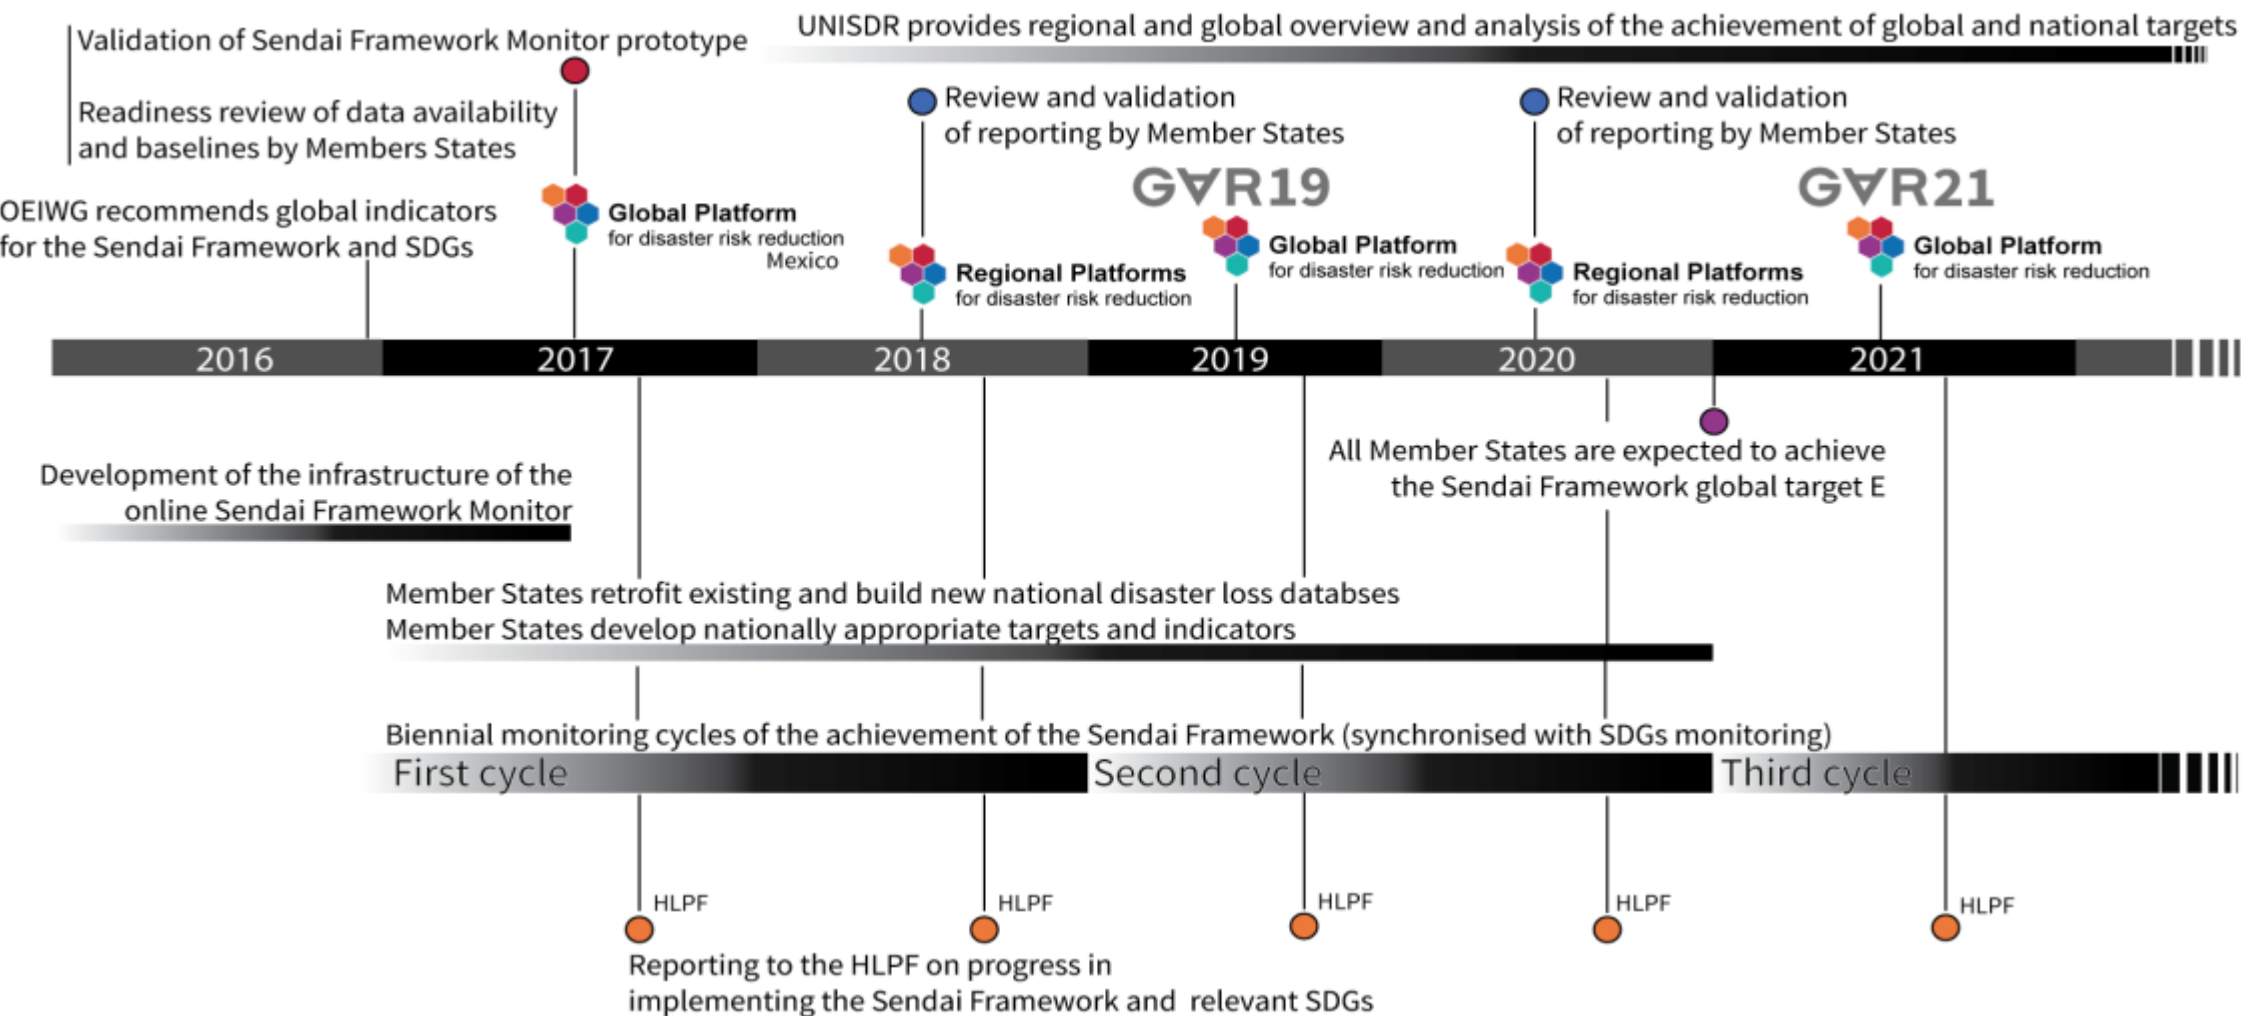 UNISDR provides regional and global overview and analysis of the achievement of global and national targets
Validation of Sendai Framework Monitor prototype
Readiness review of data availability
and baselines by Members States
Review and validation
of reporting by Member States
Review and validation
of reporting by Member States
OEIWG recommends global indicators
for the Sendai Framework and SDGs
Global Platform
for disaster risk reduction
Mexico
Regional Platforms
for disaster risk reduction
G∀R19
Global Platform
for disaster risk reduction
Regional Platforms
for disaster risk reduction
G∀R21
Global Platform
for disaster risk reduction
2016
2017
2018
2019
2020
2021
All Member States are expected to achieve
the Sendai Framework global target E
Development of the infrastructure of the
online Sendai Framework Monitor
Member States retrofit existing and build new national disaster loss databses
Member States develop nationally appropriate targets and indicators
Biennial monitoring cycles of the achievement of the Sendai Framework (synchronised with SDGs monitoring)
First cycle
Second cycle
Third cycle
HLPF
HLPF
HLPF
HLPF
HLPF
Reporting to the HLPF on progress in
implementing the Sendai Framework and relevant SDGs